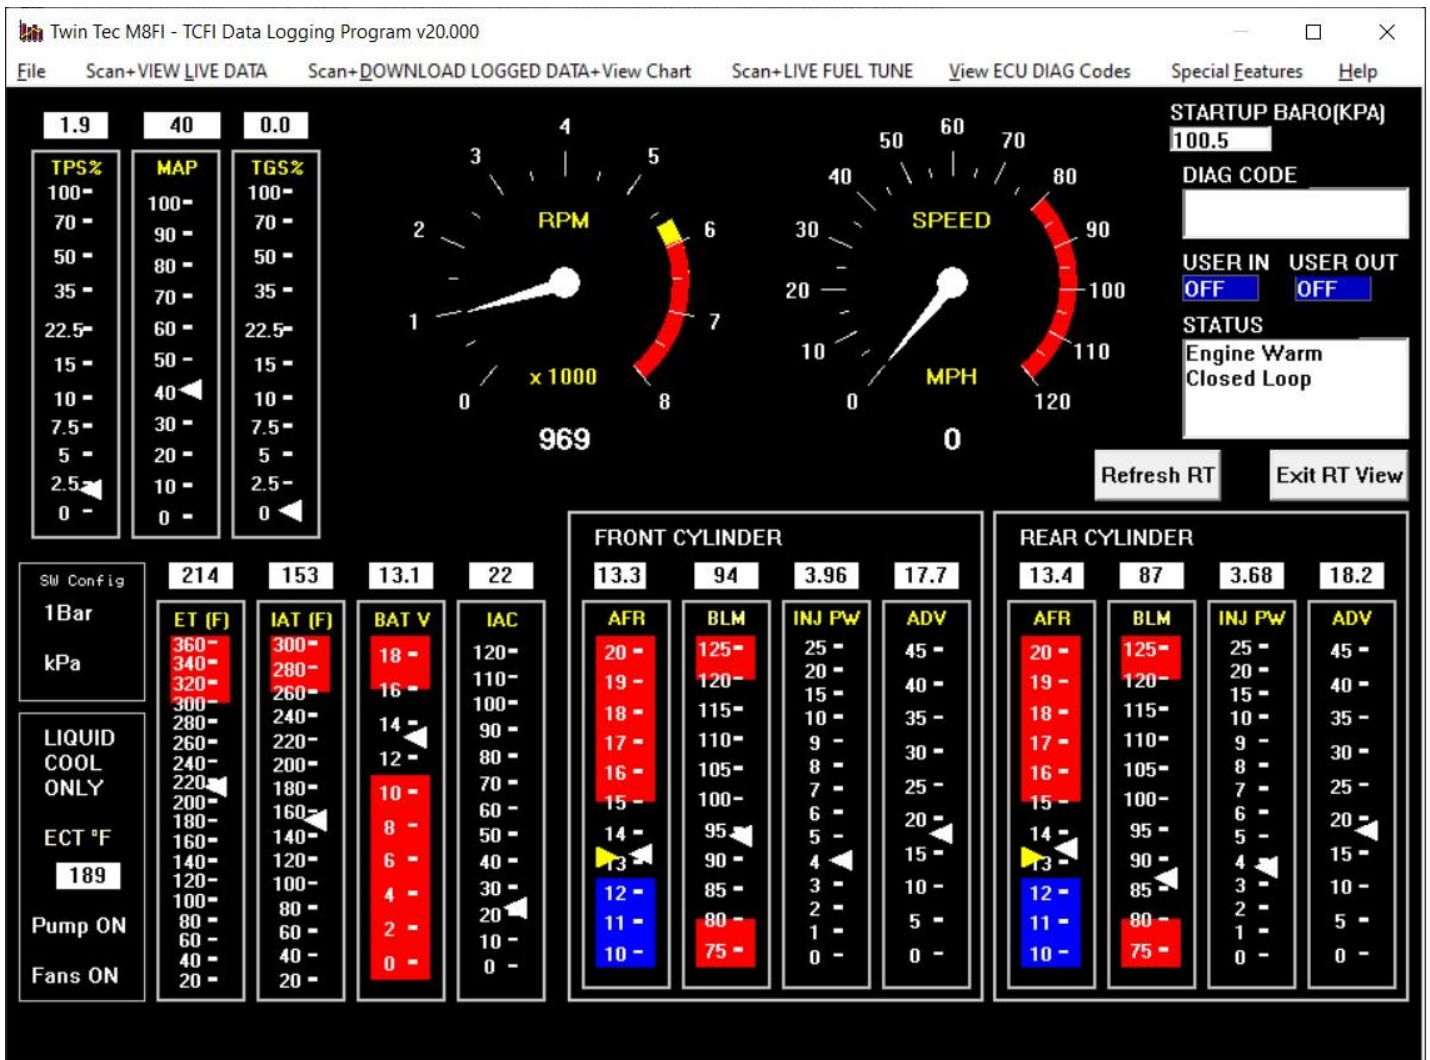 Twin Tec M8FI - TCFI Data Logging Program v20.000
File Scan+VIEW LIVE DATA Scan+DOWNLOAD LOGGED DATA+View Chart Scan+LIVE FUEL TUNE View ECU DIAG Codes Special Features Help
1.9 40 0.0
TPS% MAP TGS%
100 100 100
70 90 70
50 80 50
35 70 35
22.5 60 22.5
15 50 15
10 40 10
7.5 30 7.5
5 20 5
2.5 10 2.5
0 0 0
0 1 2 3 4 5 6 7 8
RPM
x 1000
969
0 10 20 30 40 50 60 70 80 90 100 110 120
SPEED
MPH
0
STARTUP BARO(KPA)
100.5
DIAG CODE
USER IN USER OUT
OFF OFF
STATUS
Engine Warm
Closed Loop
Refresh RT Exit RT View
SW Config
1Bar
kPa
LIQUID
COOL
ONLY
ECT °F
189
Pump ON
Fans ON
214 153 13.1 22
ET (F) IAT (F) BAT V IAC
360 300 18 120
340 280 16 110
320 260 14 100
300 240 12 90
280 220 10 80
260 200 8 70
240 180 6 60
220 160 4 50
200 140 2 40
180 120 0 30
160 100 20
140 80 10
120 60 0
100 40
80 20
60
40
20
FRONT CYLINDER
13.3 94 3.96 17.7
AFR BLM INJ PW ADV
20 125 25 45
19 120 20 40
18 115 15 35
17 110 10 30
16 105 9 25
15 100 8 20
14 95 7 15
13 90 6 10
12 85 5 5
11 80 4 0
10 75 3
2
1
0
REAR CYLINDER
13.4 87 3.68 18.2
AFR BLM INJ PW ADV
20 125 25 45
19 120 20 40
18 115 15 35
17 110 10 30
16 105 9 25
15 100 8 20
14 95 7 15
13 90 6 10
12 85 5 5
11 80 4 0
10 75 3
2
1
0